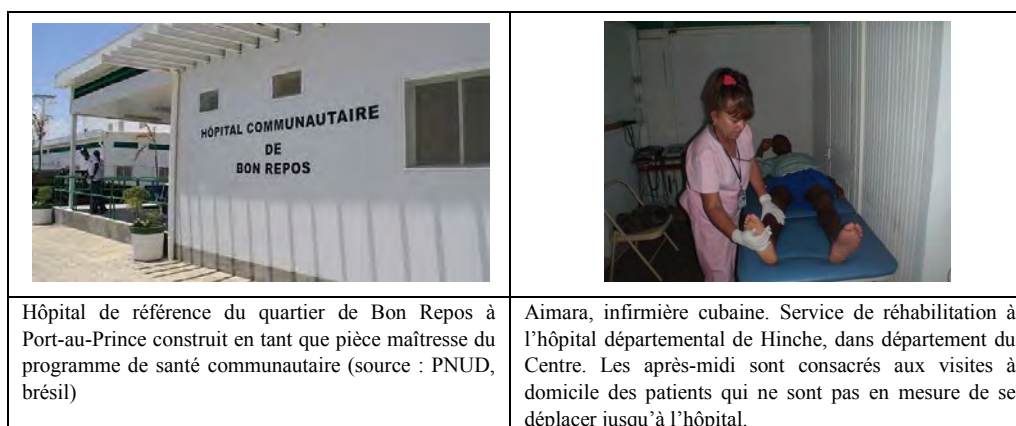 HÔPITAL COMMUNAUTAIRE
DE
BON REPOS
Hôpital de référence du quartier de Bon Repos à
Port-au-Prince construit en tant que pièce maîtresse du
programme de santé communautaire (source : PNUD,
brésil)
Aimara, infirmière cubaine. Service de réhabilitation à
l’hôpital départemental de Hinche, dans département du
Centre. Les après-midi sont consacrés aux visites à
domicile des patients qui ne sont pas en mesure de se
déplacer jusqu’à l’hôpital.